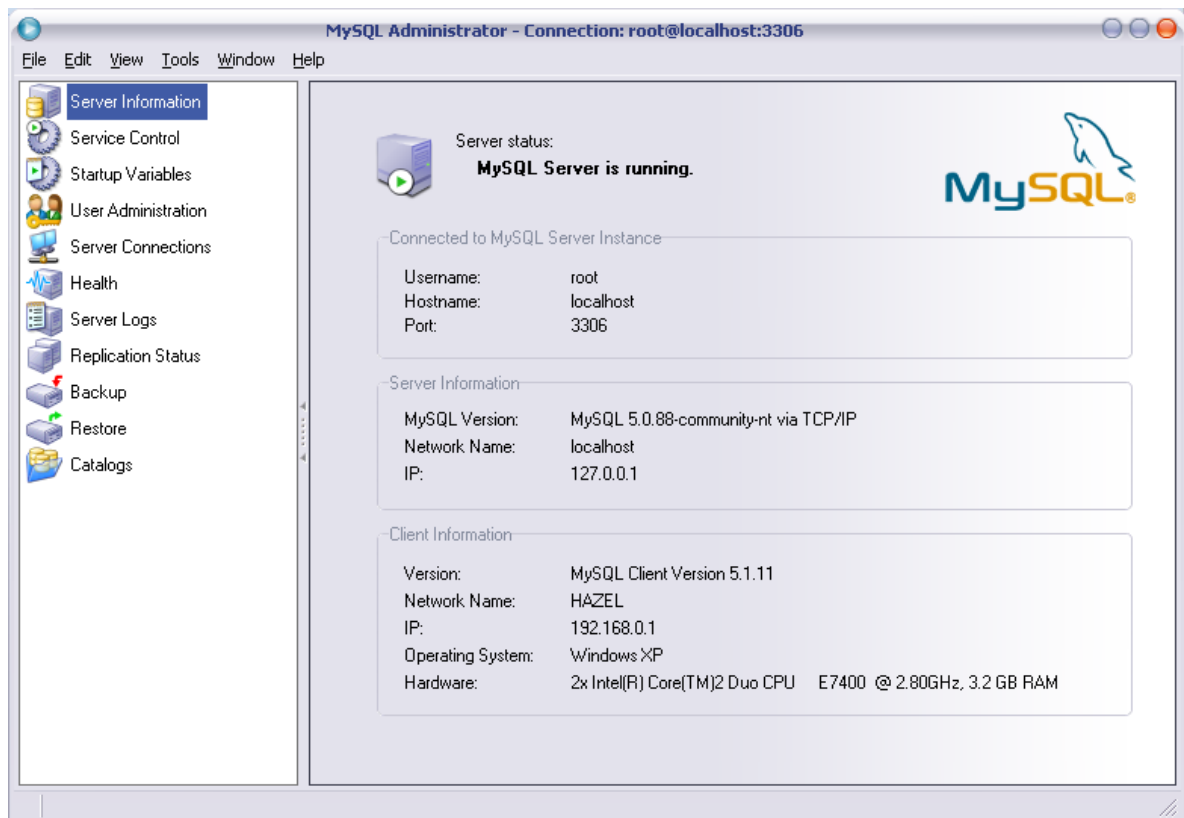 MySQL Administrator - Connection: root@localhost:3306
File Edit View Tools Window Help
Server Information
Service Control
Startup Variables
User Administration
Server Connections
Health
Server Logs
Replication Status
Backup
Restore
Catalogs
Server status:
MySQL Server is running.
MySQL®
Connected to MySQL Server Instance
Username: root
Hostname: localhost
Port: 3306
Server Information
MySQL Version: MySQL 5.0.88-community-nt via TCP/IP
Network Name: localhost
IP: 127.0.0.1
Client Information
Version: MySQL Client Version 5.1.11
Network Name: HAZEL
IP: 192.168.0.1
Operating System: Windows XP
Hardware: 2x Intel(R) Core(TM)2 Duo CPU E7400 @ 2.80GHz, 3.2 GB RAM